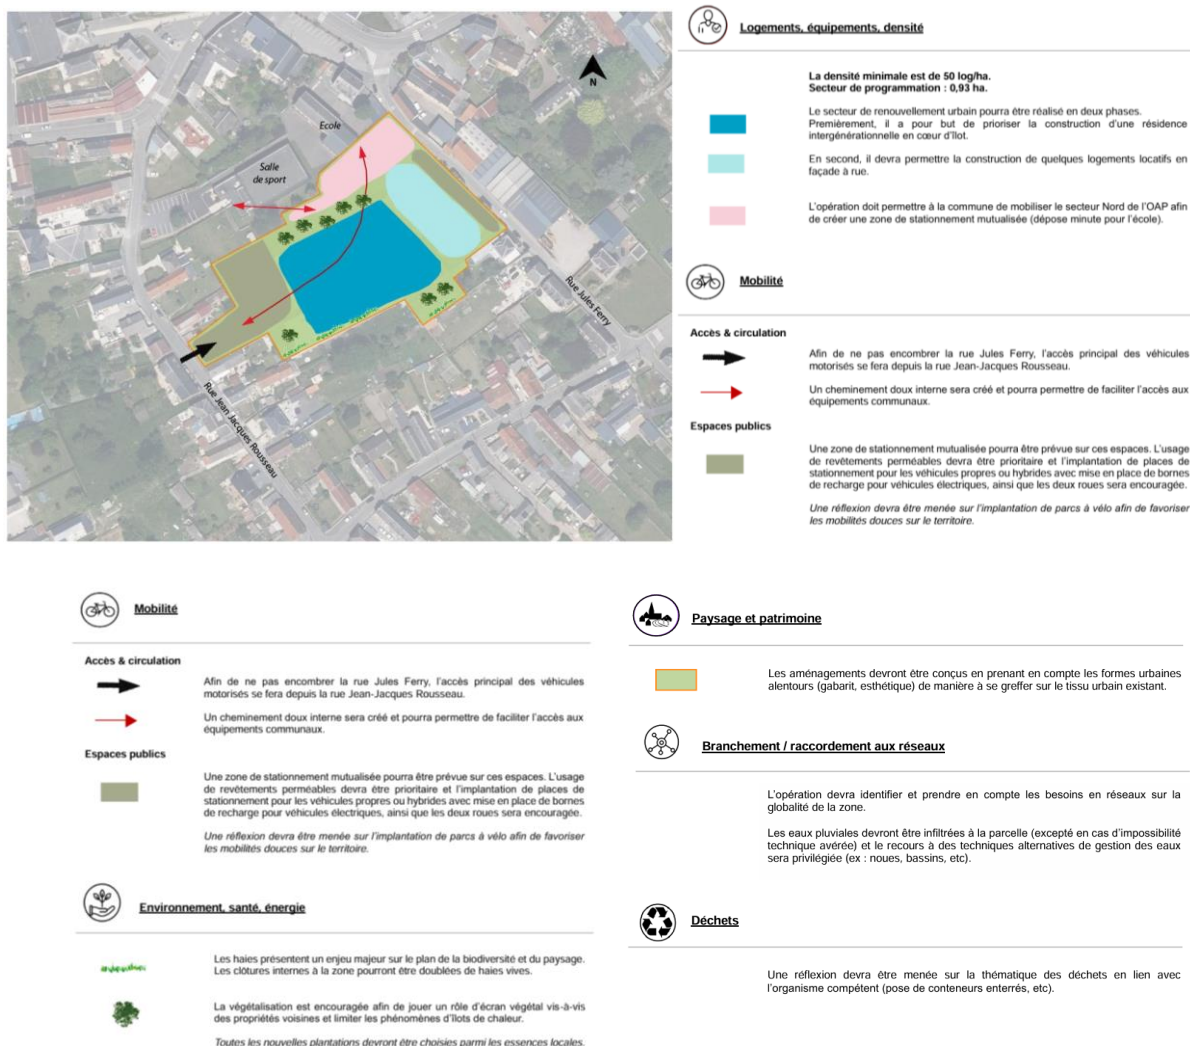 N
Ecole
Salle
de sport
Rue Jules Ferry
Rue Jean Jacques Rousseau
Logements, équipements, densité
La densité minimale est de 50 log/ha.
Secteur de programmation : 0,93 ha.
Le secteur de renouvellement urbain pourra être réalisé en deux phases.
Premièrement, il a pour but de prioriser la construction d'une résidence
intergénérationnelle en cœur d'îlot.
En second, il devra permettre la construction de quelques logements locatifs en
façade à rue.
L'opération doit permettre à la commune de mobiliser le secteur Nord de l'OAP afin
de créer une zone de stationnement mutualisée (dépose minute pour l'école).
Mobilité
Accès & circulation
Afin de ne pas encombrer la rue Jules Ferry, l'accès principal des véhicules
motorisés se fera depuis la rue Jean-Jacques Rousseau.
Un cheminement doux interne sera créé et pourra permettre de faciliter l'accès aux
équipements communaux.
Espaces publics
Une zone de stationnement mutualisée pourra être prévue sur ces espaces. L'usage
de revêtements perméables devra être prioritaire et l'implantation de places de
stationnement pour les véhicules propres ou hybrides avec mise en place de bornes
de recharge pour véhicules électriques, ainsi que les deux roues sera encouragée.
Une réflexion devra être menée sur l'implantation de parcs à vélo afin de favoriser
les mobilités douces sur le territoire.
Mobilité
Accès & circulation
Afin de ne pas encombrer la rue Jules Ferry, l'accès principal des véhicules
motorisés se fera depuis la rue Jean-Jacques Rousseau.
Un cheminement doux interne sera créé et pourra permettre de faciliter l'accès aux
équipements communaux.
Espaces publics
Une zone de stationnement mutualisée pourra être prévue sur ces espaces. L'usage
de revêtements perméables devra être prioritaire et l'implantation de places de
stationnement pour les véhicules propres ou hybrides avec mise en place de bornes
de recharge pour véhicules électriques, ainsi que les deux roues sera encouragée.
Une réflexion devra être menée sur l'implantation de parcs à vélo afin de favoriser
les mobilités douces sur le territoire.
Environnement, santé, énergie
Les haies présentent un enjeu majeur sur le plan de la biodiversité et du paysage.
Les clôtures internes à la zone pourront être doublées de haies vives.
La végétalisation est encouragée afin de jouer un rôle d'écran végétal vis-à-vis
des propriétés voisines et limiter les phénomènes d'îlots de chaleur.
Toutes les nouvelles plantations devront être choisies parmi les essences locales.
Paysage et patrimoine
Les aménagements devront être conçus en prenant en compte les formes urbaines
alentours (gabarit, esthétique) de manière à se greffer sur le tissu urbain existant.
Branchement / raccordement aux réseaux
L'opération devra identifier et prendre en compte les besoins en réseaux sur la
globalité de la zone.
Les eaux pluviales devront être infiltrées à la parcelle (excepté en cas d'impossibilité
technique avérée) et le recours à des techniques alternatives de gestion des eaux
sera privilégiée (ex : noues, bassins, etc).
Déchets
Une réflexion devra être menée sur la thématique des déchets en lien avec
l'organisme compétent (pose de conteneurs enterrés, etc).